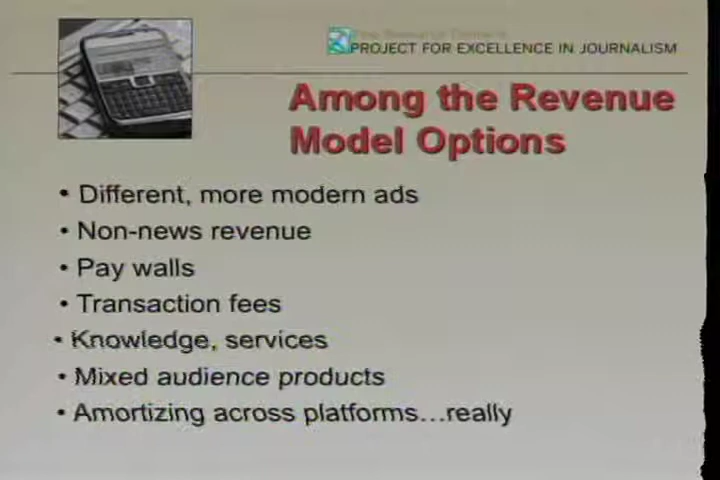 PROJECT FOR EXCELLENCE IN JOURNALISM
Among the Revenue
Model Options
• Different, more modern ads
• Non-news revenue
• Pay walls
• Transaction fees
• Knowledge, services
• Mixed audience products
• Amortizing across platforms…really